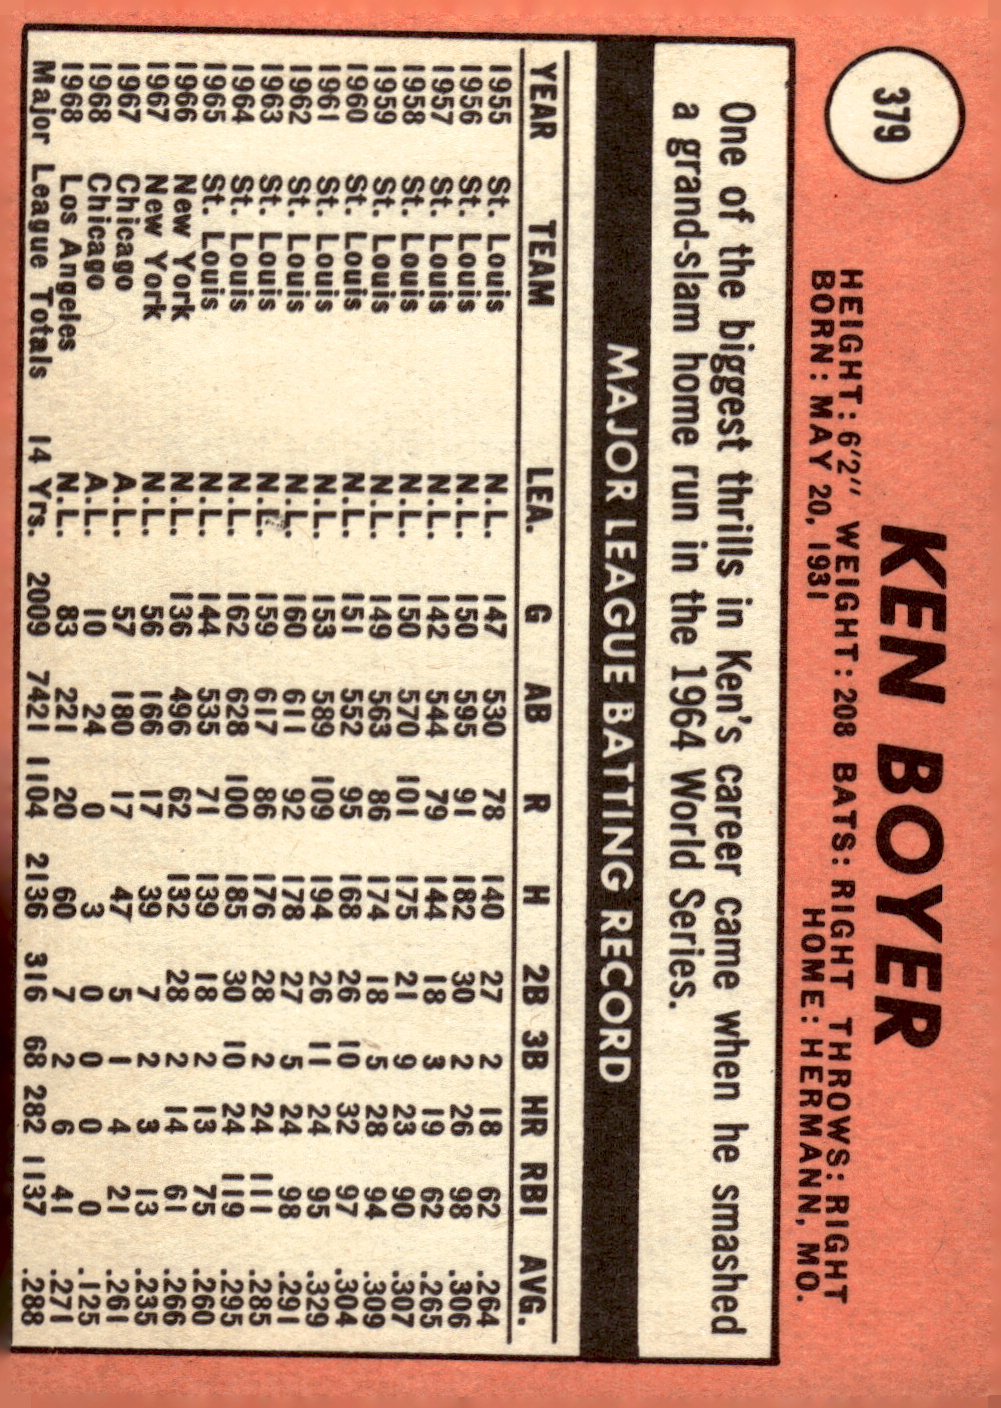 379
KEN BOYER
HEIGHT: 6'2" WEIGHT: 208 BATS: RIGHT THROWS: RIGHT
BORN: MAY 20, 1931 HOME: HERMANN, MO.
One of the biggest thrills in Ken's career came when he smashed
a grand-slam home run in the 1964 World Series.
MAJOR LEAGUE BATTING RECORD
YEAR TEAM LEA. G AB R H 2B 3B HR RBI AVG.
1955 St. Louis N.L. 147 530 78 140 27 2 18 62 .264
1956 St. Louis N.L. 150 595 91 182 30 2 26 98 .306
1957 St. Louis N.L. 142 544 79 144 18 3 19 62 .265
1958 St. Louis N.L. 150 570 101 175 21 9 23 90 .307
1959 St. Louis N.L. 149 563 86 174 18 5 28 94 .309
1960 St. Louis N.L. 151 552 95 168 26 10 32 97 .304
1961 St. Louis N.L. 153 589 109 194 26 11 24 95 .329
1962 St. Louis N.L. 160 611 92 178 27 5 24 98 .291
1963 St. Louis N.L. 159 617 86 176 28 2 24 111 .285
1964 St. Louis N.L. 162 628 100 185 30 10 24 119 .295
1965 St. Louis N.L. 144 535 71 139 18 2 13 75 .260
1966 New York N.L. 136 496 62 132 28 2 14 61 .266
1967 New York N.L. 56 166 17 39 7 2 3 13 .235
1967 Chicago A.L. 57 180 17 47 5 1 4 21 .261
1968 Chicago A.L. 10 24 0 3 0 0 0 0 .125
1968 Los Angeles N.L. 83 221 20 60 7 2 6 41 .271
Major League Totals 14 Yrs. 2009 7421 1104 2136 316 68 282 1137 .288